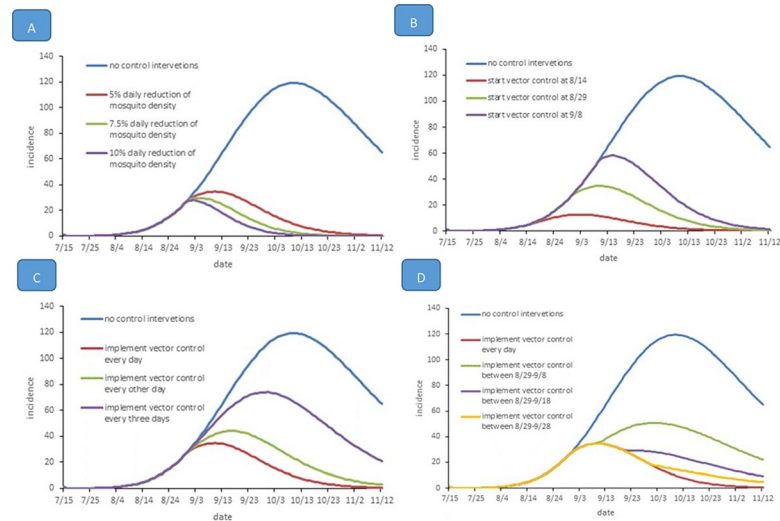 A
140
120
100
80
60
40
20
0
incidence
no control intervetions
5% daily reduction of
mosquito density
7.5% daily reduction of
mosquito density
10% daily reduction of
mosquito density
7/15 7/25 8/4 8/14 8/24 9/3 9/13 9/23 10/3 10/13 10/23 11/2 11/12
date
B
140
120
100
80
60
40
20
0
incidence
no control intervetions
start vector control at 8/14
start vector control at 8/29
start vector control at 9/8
7/15 7/25 8/4 8/14 8/24 9/3 9/13 9/23 10/3 10/13 10/23 11/2 11/12
date
C
140
120
100
80
60
40
20
0
incidence
no control interventions
implement vector control
every day
implement vector control
every other day
implement vector control
every three days
7/15 7/25 8/4 8/14 8/24 9/3 9/13 9/23 10/3 10/13 10/23 11/2 11/12
date
D
140
120
100
80
60
40
20
0
incidence
no control interventions
implement vector control
every day
implement vector control
between 8/29-9/8
implement vector control
between 8/29-9/18
implement vector control
between 8/29-9/28
7/15 7/25 8/4 8/14 8/24 9/3 9/13 9/23 10/3 10/13 10/23 11/2 11/12
date